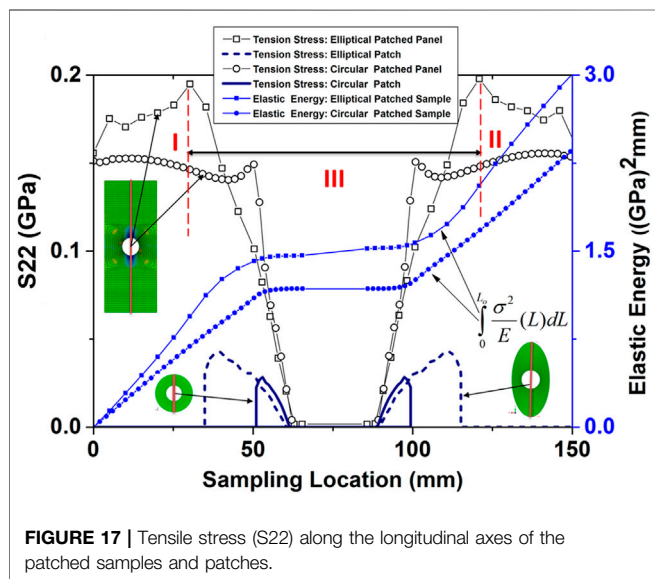 Tension Stress: Elliptical Patched Panel
Tension Stress: Elliptical Patch
Tension Stress: Circular Patched Panel
Tension Stress: Circular Patch
Elastic Energy: Elliptical Patched Sample
Elastic Energy: Circular Patched Sample
0.2
0.1
0.0
S22 (GPa)
3.0
1.5
0.0
Elastic Energy ((GPa)²mm)
I
II
III
∫₀^{L₀} σ²/E (L)dL
0
50
100
150
Sampling Location (mm)
FIGURE 17 | Tensile stress (S22) along the longitudinal axes of the
patched samples and patches.